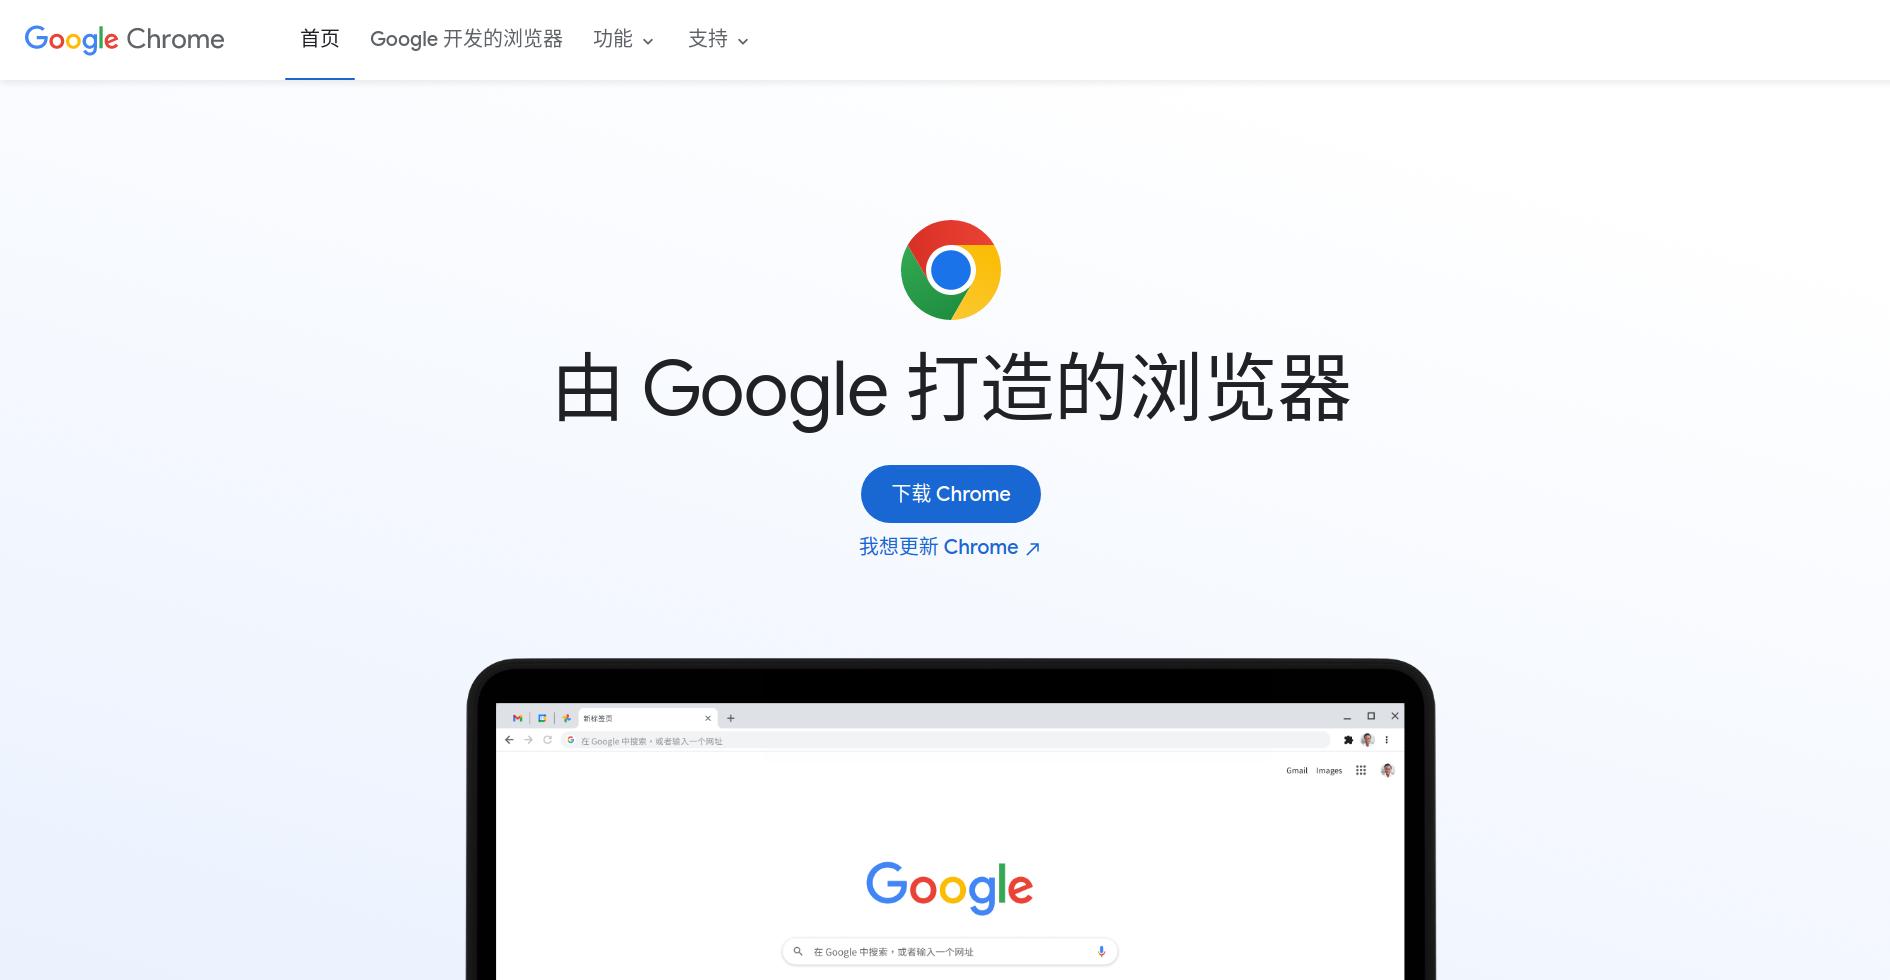 Google Chrome
首页
Google 开发的浏览器
功能
支持
由 Google 打造的浏览器
下载 Chrome
我想更新 Chrome
新标签页
在 Google 中搜索，或者输入一个网址
Gmail Images
Google
在 Google 中搜索，或者输入一个网址